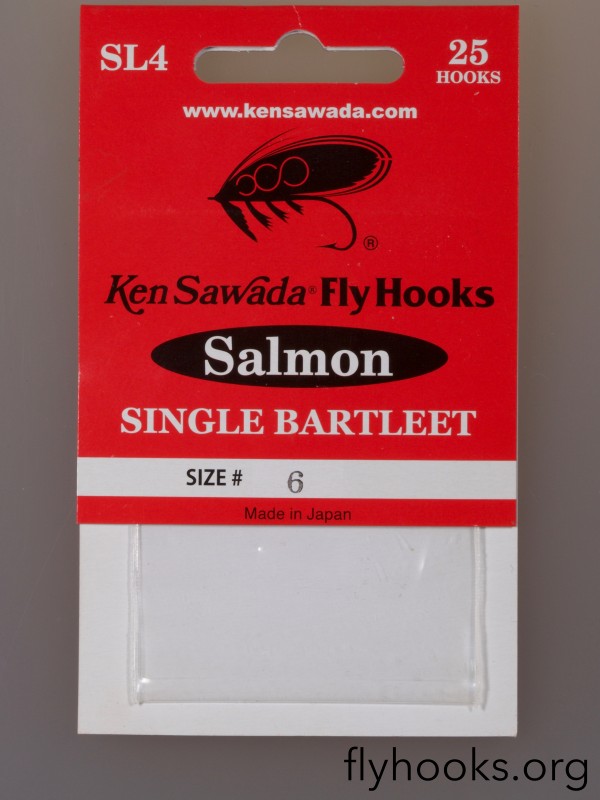 SL4
25
HOOKS
www.kensawada.com
®
Ken Sawada® Fly Hooks
Salmon
SINGLE BARTLEET
SIZE # 6
Made in Japan
flyhooks.org